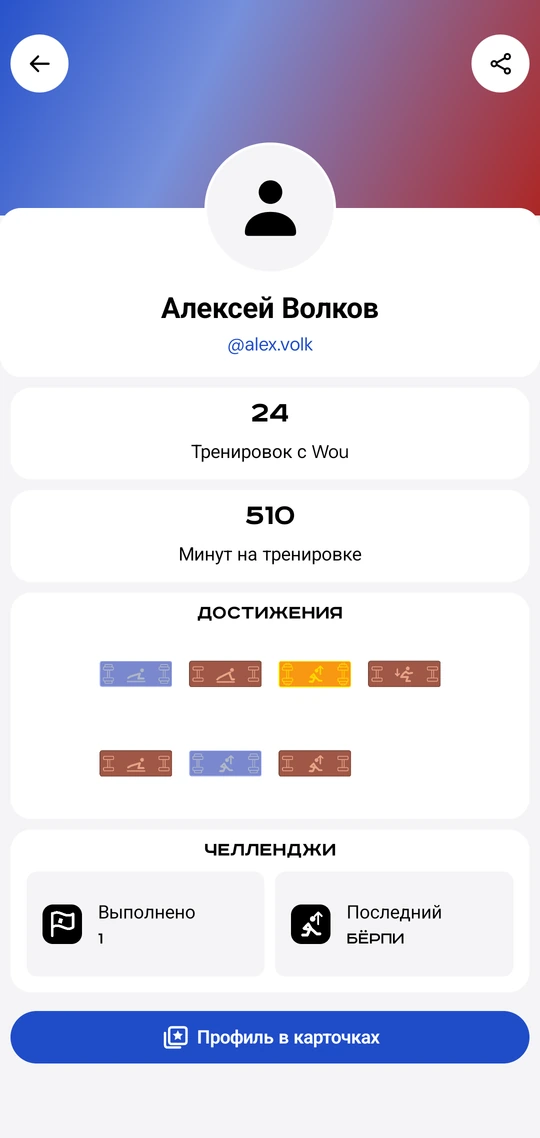 Алексей Волков
@alex.volk
24
Тренировок с Wou
510
Минут на тренировке
ДОСТИЖЕНИЯ
ЧЕЛЛЕНДЖИ
Выполнено
1
Последний
БЁРПИ
Профиль в карточках